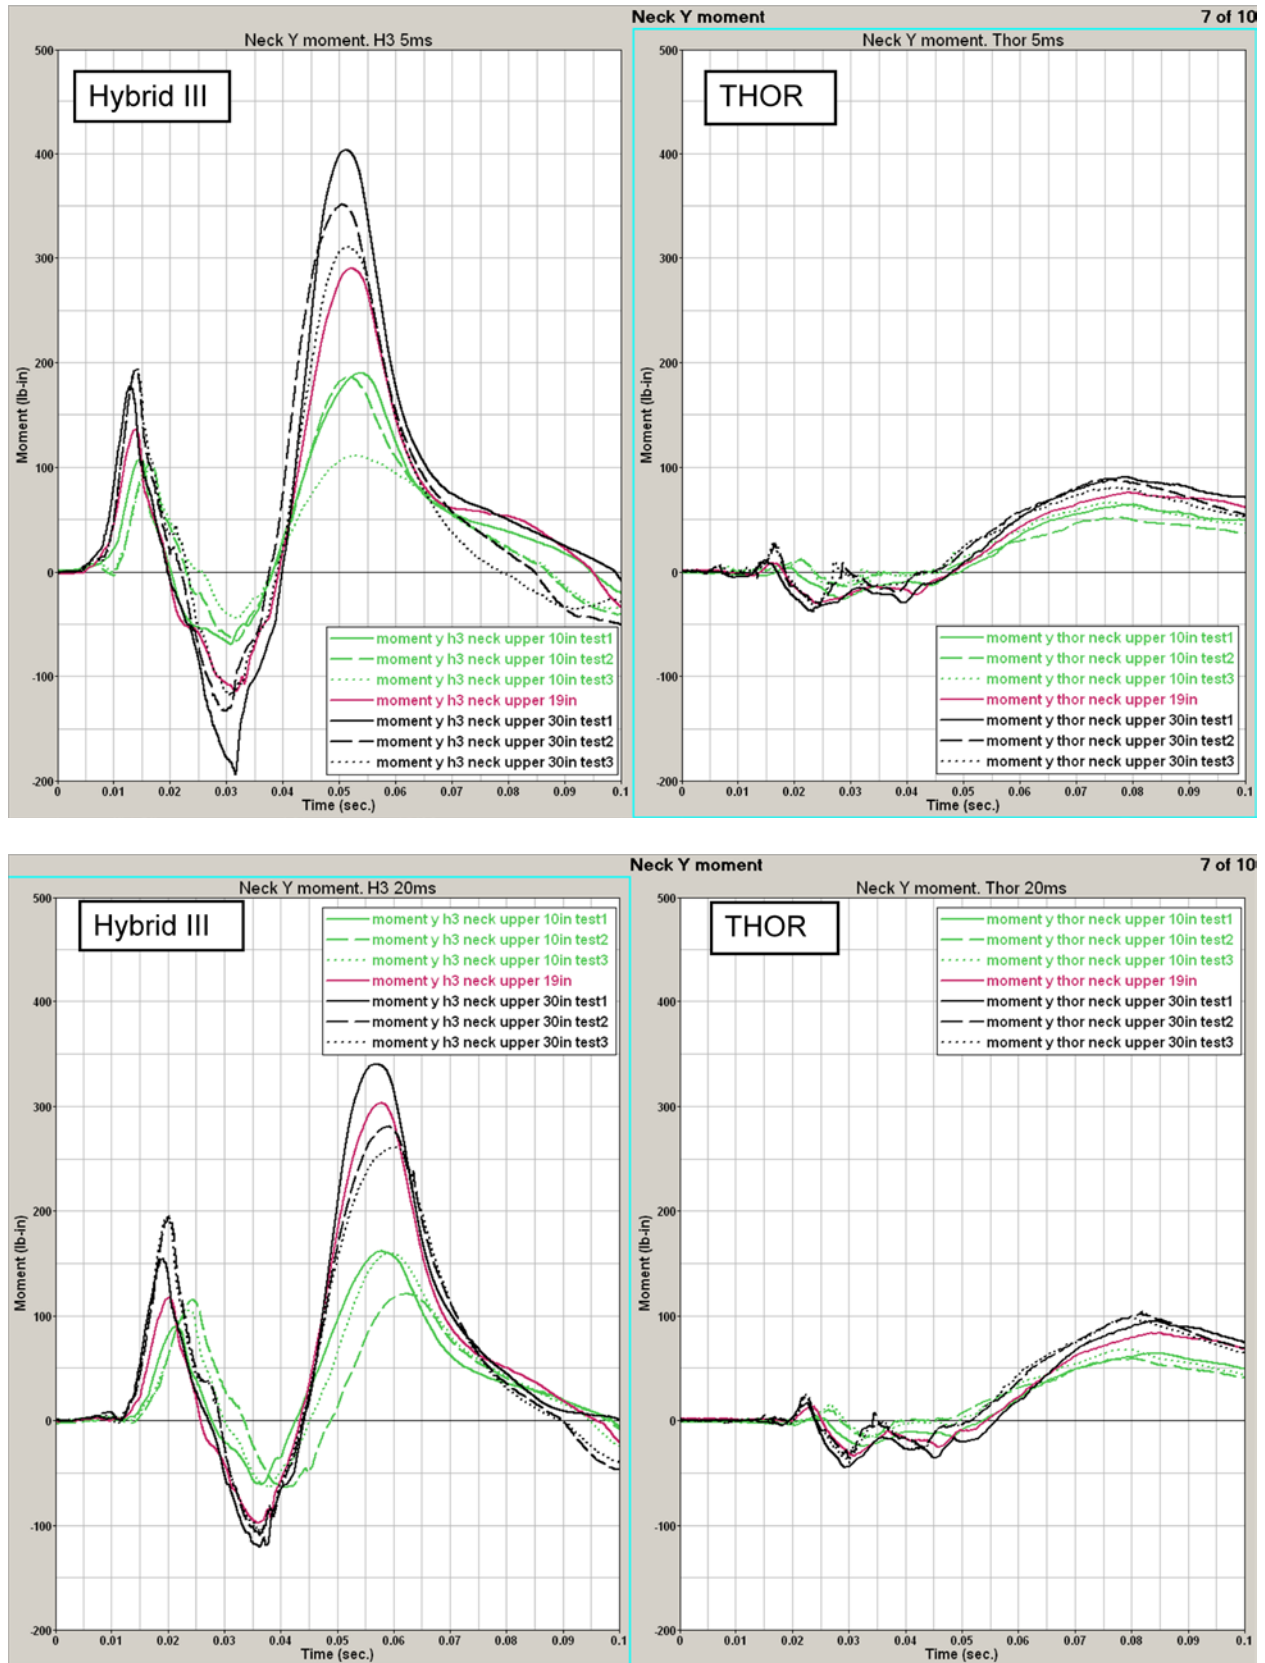 Neck Y moment
7 of 10
Neck Y moment. H3 5ms
Neck Y moment. Thor 5ms
Hybrid III
THOR
500
400
300
200
100
0
-100
-200
Moment (lb-in)
moment y h3 neck upper 10in test1
moment y h3 neck upper 10in test2
moment y h3 neck upper 10in test3
moment y h3 neck upper 19in
moment y h3 neck upper 30in test1
moment y h3 neck upper 30in test2
moment y h3 neck upper 30in test3
0 0.01 0.02 0.03 0.04 0.05 0.06 0.07 0.08 0.09 0.1
Time (sec.)
500
400
300
200
100
0
-100
-200
Moment (lb-in)
moment y thor neck upper 10in test1
moment y thor neck upper 10in test2
moment y thor neck upper 10in test3
moment y thor neck upper 19in
moment y thor neck upper 30in test1
moment y thor neck upper 30in test2
moment y thor neck upper 30in test3
0 0.01 0.02 0.03 0.04 0.05 0.06 0.07 0.08 0.09 0.1
Time (sec.)
Neck Y moment
7 of 10
Neck Y moment. H3 20ms
Neck Y moment. Thor 20ms
Hybrid III
THOR
moment y h3 neck upper 10in test1
moment y h3 neck upper 10in test2
moment y h3 neck upper 10in test3
moment y h3 neck upper 19in
moment y h3 neck upper 30in test1
moment y h3 neck upper 30in test2
moment y h3 neck upper 30in test3
500
400
300
200
100
0
-100
-200
Moment (lb-in)
0 0.01 0.02 0.03 0.04 0.05 0.06 0.07 0.08 0.09 0.1
Time (sec.)
moment y thor neck upper 10in test1
moment y thor neck upper 10in test2
moment y thor neck upper 10in test3
moment y thor neck upper 19in
moment y thor neck upper 30in test1
moment y thor neck upper 30in test2
moment y thor neck upper 30in test3
500
400
300
200
100
0
-100
-200
Moment (lb-in)
0 0.01 0.02 0.03 0.04 0.05 0.06 0.07 0.08 0.09 0.1
Time (sec.)